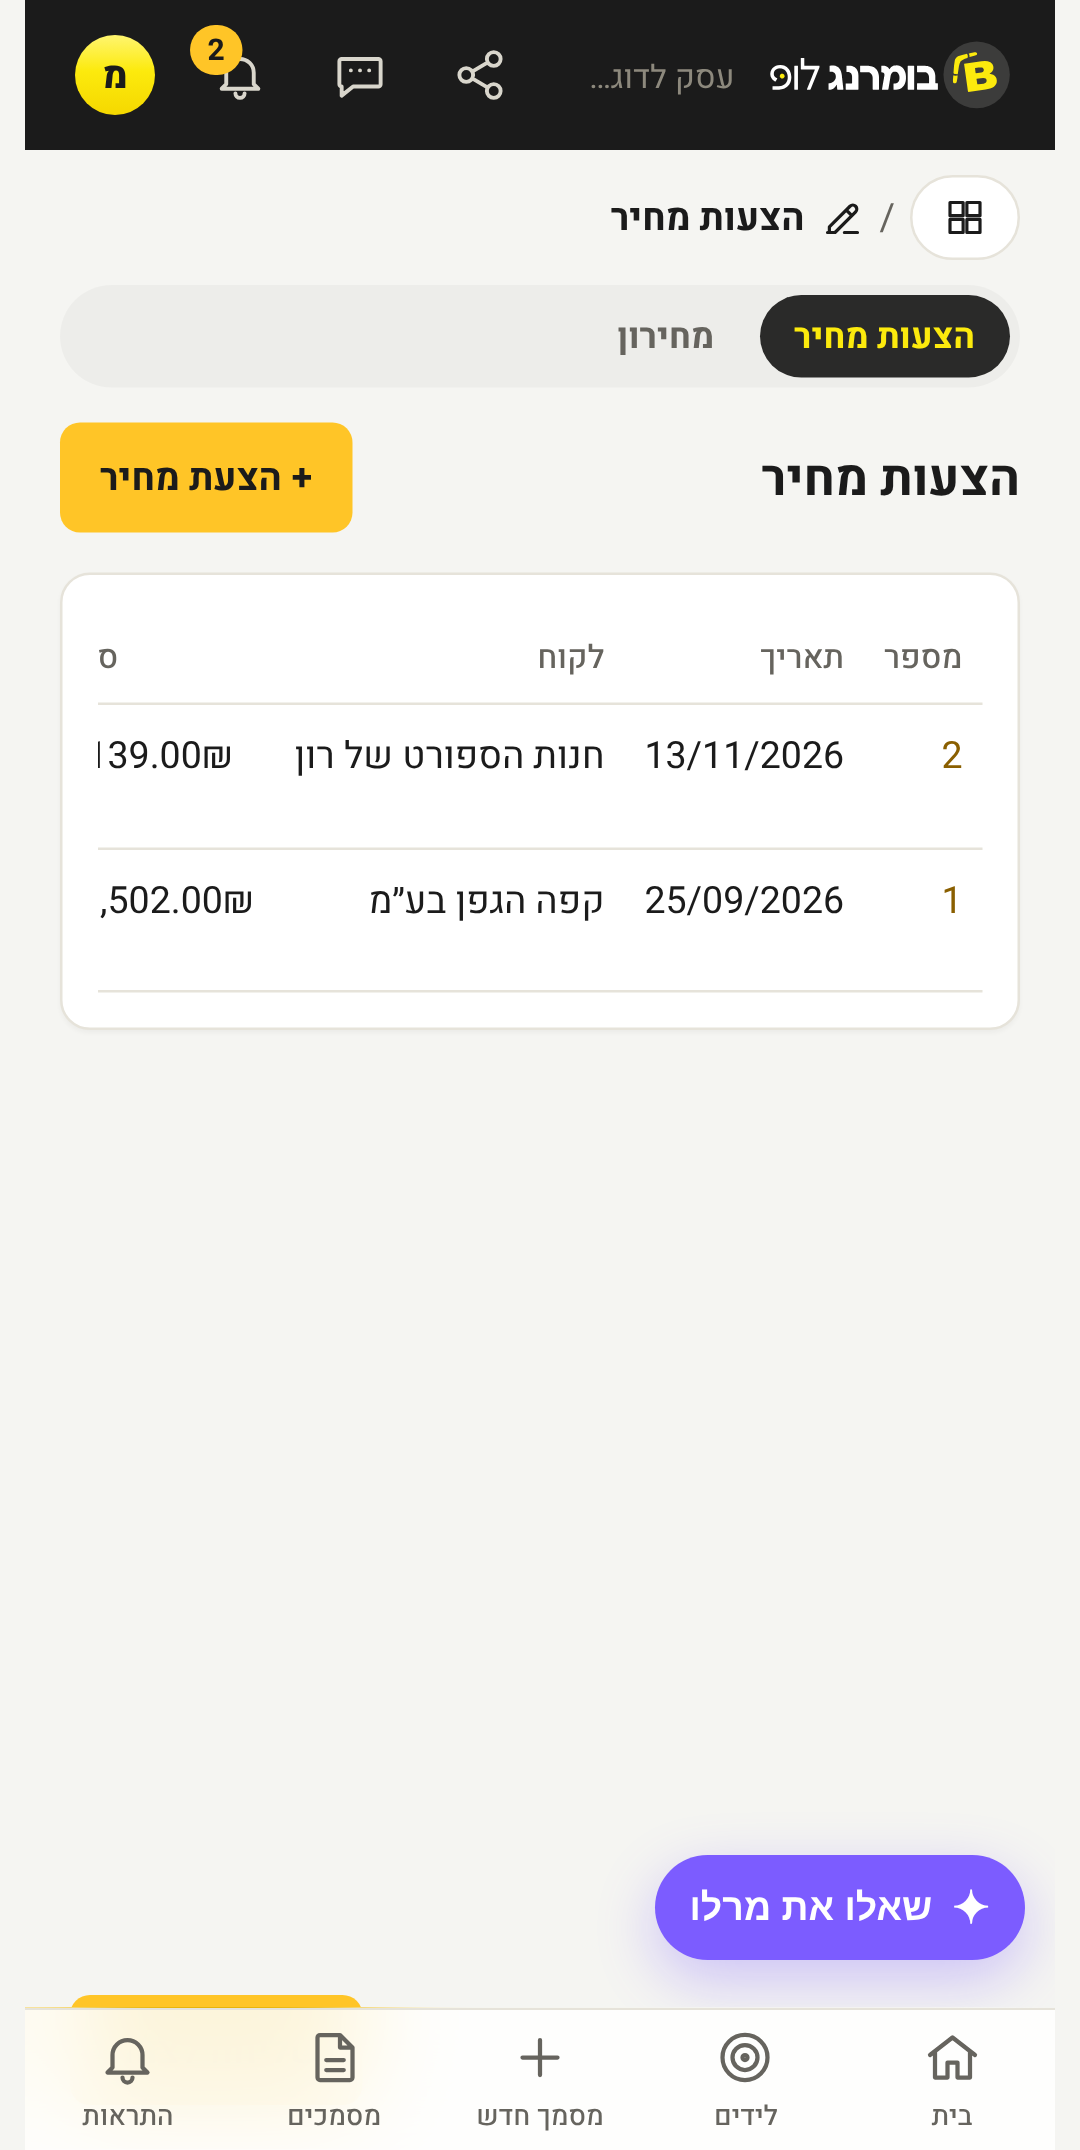 בומרנג לופ עסק לדוג... 2 מ
/ הצעות מחיר
הצעות מחיר מחירון
הצעות מחיר + הצעת מחיר
מספר תאריך לקוח ס
2 13/11/2026 חנות הספורט של רון 139.00₪
1 25/09/2026 קפה הגפן בע״מ ,502.00₪
שאלו את מרלו
בית לידים מסמך חדש מסמכים התראות